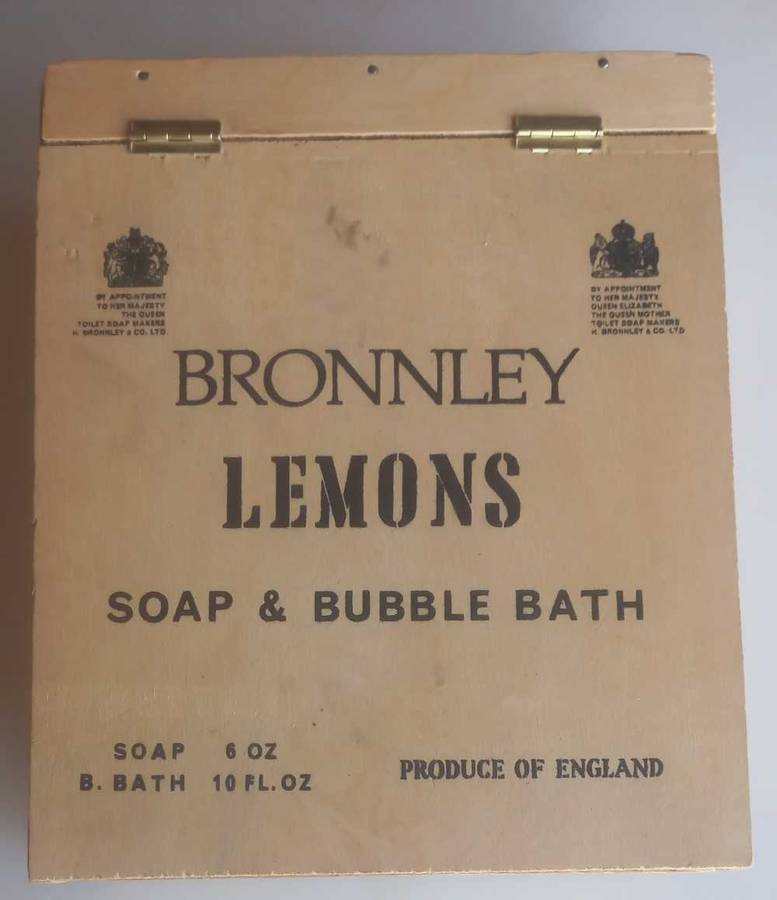 BY APPOINTMENT
TO HER MAJESTY
THE QUEEN
TOILET SOAP MAKERS
H. BRONNLEY & CO. LTD.
BY APPOINTMENT
TO HER MAJESTY
QUEEN ELIZABETH
THE QUEEN MOTHER
TOILET SOAP MAKERS
H. BRONNLEY & CO. LTD
BRONNLEY
LEMONS
SOAP & BUBBLE BATH
SOAP 6 OZ
B. BATH 10 FL.OZ
PRODUCE OF ENGLAND